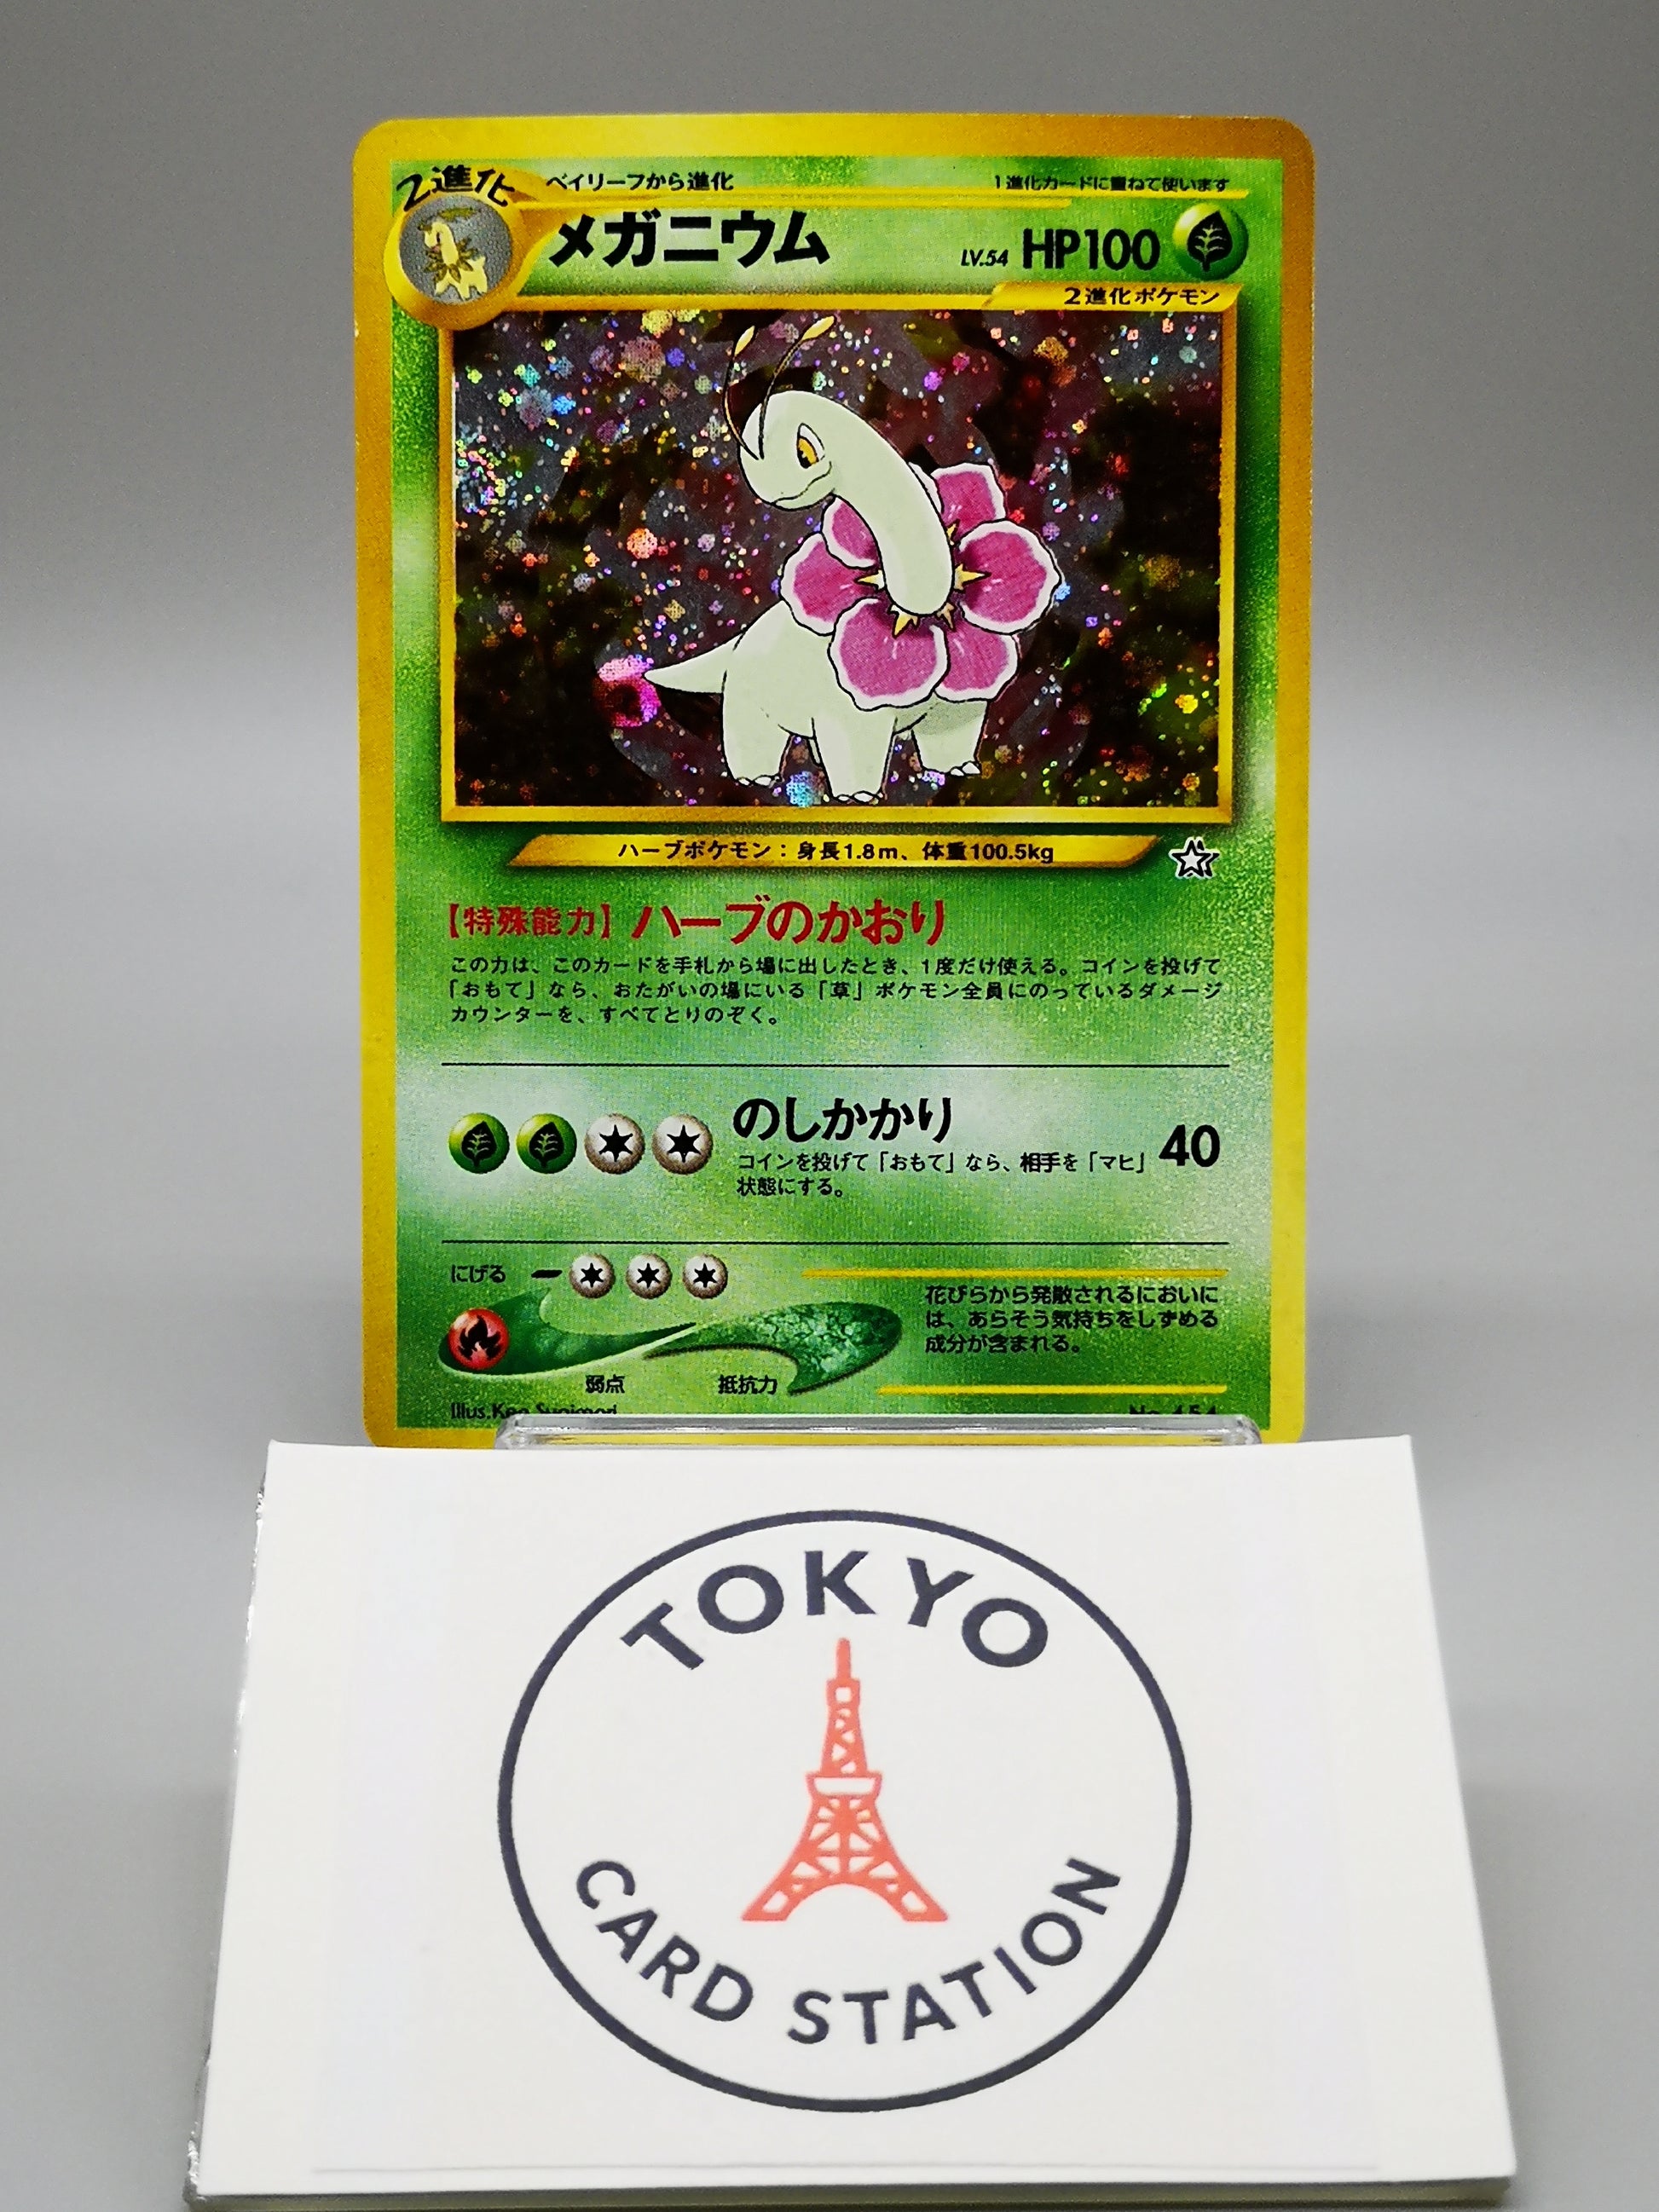 2進化
ベイリーフから進化
1進化カードに重ねて使います
メガニウム
LV.54 HP100
2進化ポケモン
ハーブポケモン：身長1.8m、体重100.5kg
【特殊能力】ハーブのかおり
この力は、このカードを手札から場に出したとき、1度だけ使える。コインを投げて
「おもて」なら、おたがいの場にいる「草」ポケモン全員にのっているダメージ
カウンターを、すべてとりのぞく。
のしかかり
40
コインを投げて「おもて」なら、相手を「マヒ」
状態にする。
にげる
花びらから発散されるにおいに
は、あらそう気持ちをしずめる
成分が含まれる。
弱点
抵抗力
Illus.Ken Sugimori
No.154
TOKYO
CARD STATION